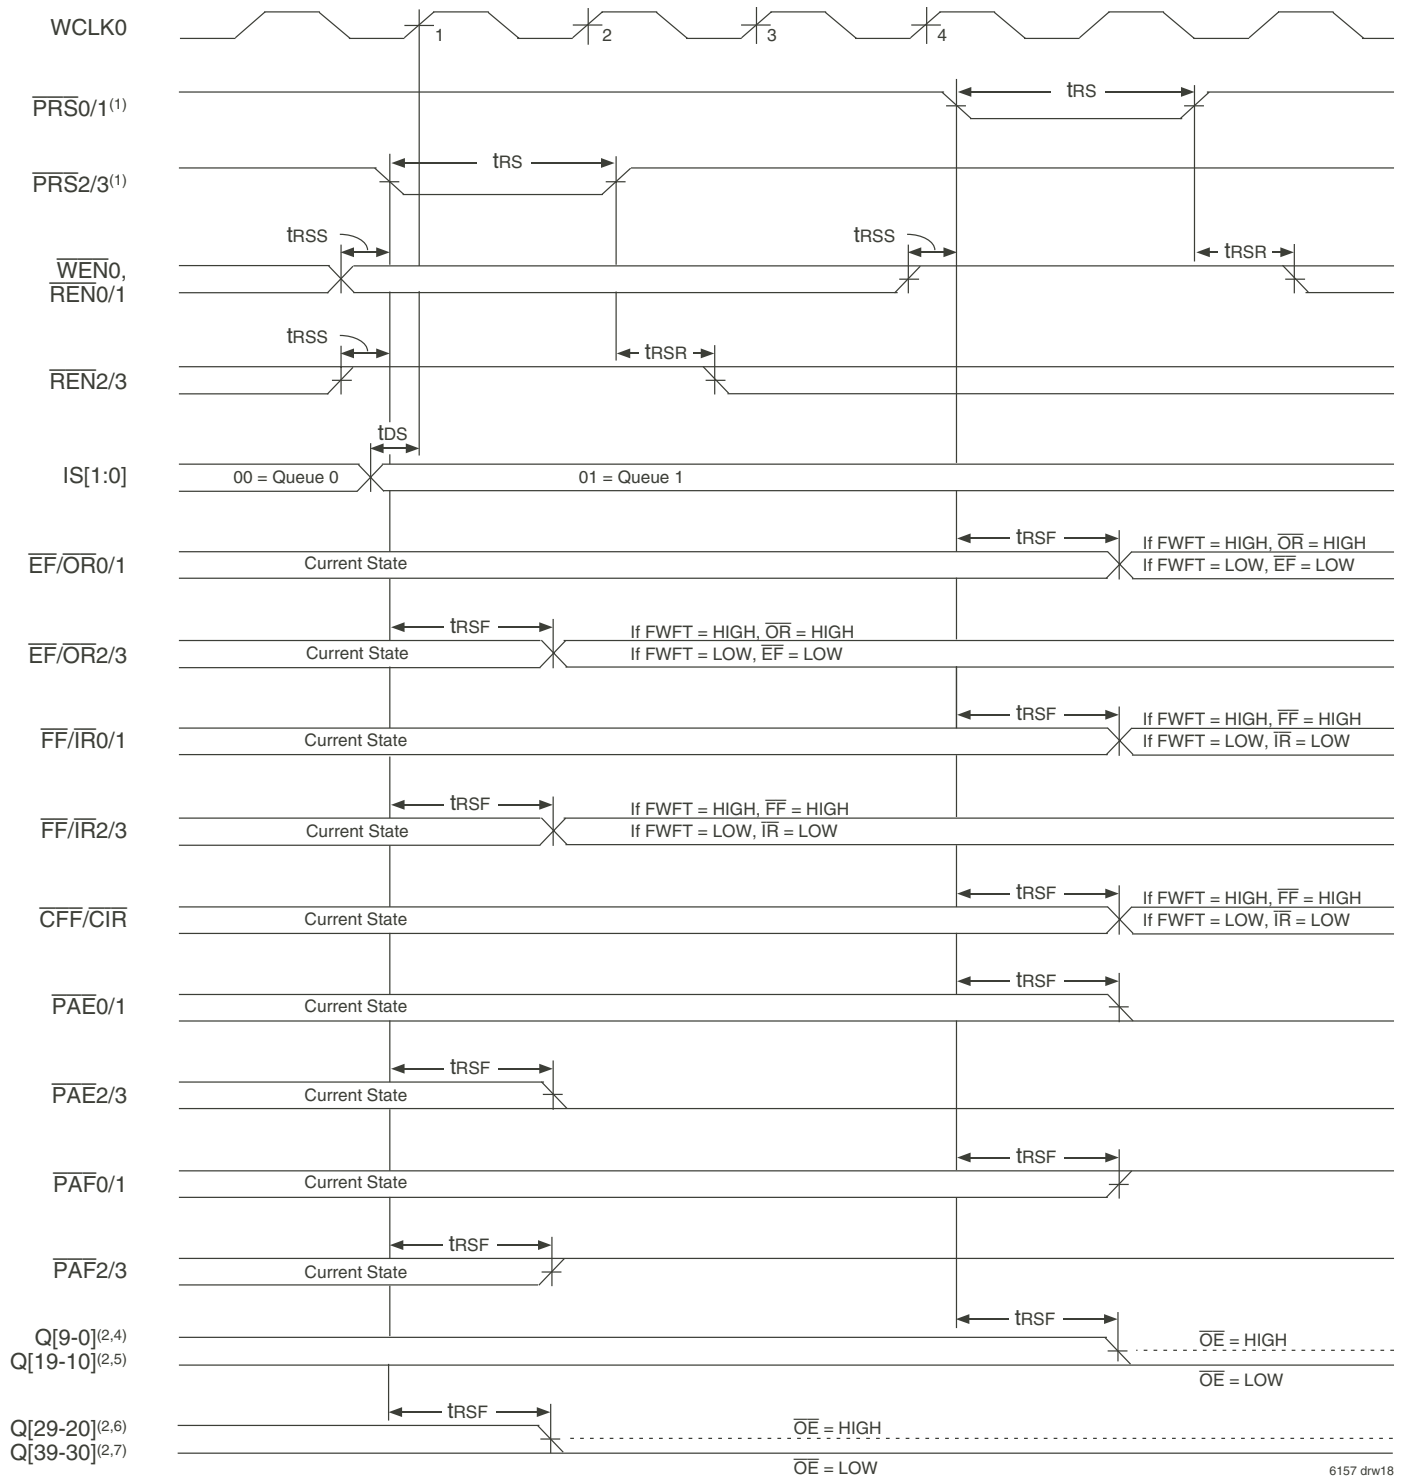 WCLK0
1
2
3
4
PRS0/1(1)
tRS
PRS2/3(1)
tRS
tRSS
tRSS
tRSR
WEN0,
REN0/1
tRSS
tRSR
REN2/3
tDS
IS[1:0]
00 = Queue 0
01 = Queue 1
tRSF
EF/OR0/1
Current State
If FWFT = HIGH, OR = HIGH
If FWFT = LOW, EF = LOW
tRSF
EF/OR2/3
Current State
If FWFT = HIGH, OR = HIGH
If FWFT = LOW, EF = LOW
tRSF
FF/IR0/1
Current State
If FWFT = HIGH, FF = HIGH
If FWFT = LOW, IR = LOW
tRSF
FF/IR2/3
Current State
If FWFT = HIGH, FF = HIGH
If FWFT = LOW, IR = LOW
tRSF
CFF/CIR
Current State
If FWFT = HIGH, FF = HIGH
If FWFT = LOW, IR = LOW
tRSF
PAE0/1
Current State
tRSF
PAE2/3
Current State
tRSF
PAF0/1
Current State
tRSF
PAF2/3
Current State
tRSF
Q[9-0](2,4)
Q[19-10](2,5)
OE = HIGH
OE = LOW
tRSF
Q[29-20](2,6)
Q[39-30](2,7)
OE = HIGH
OE = LOW
6157 drw18